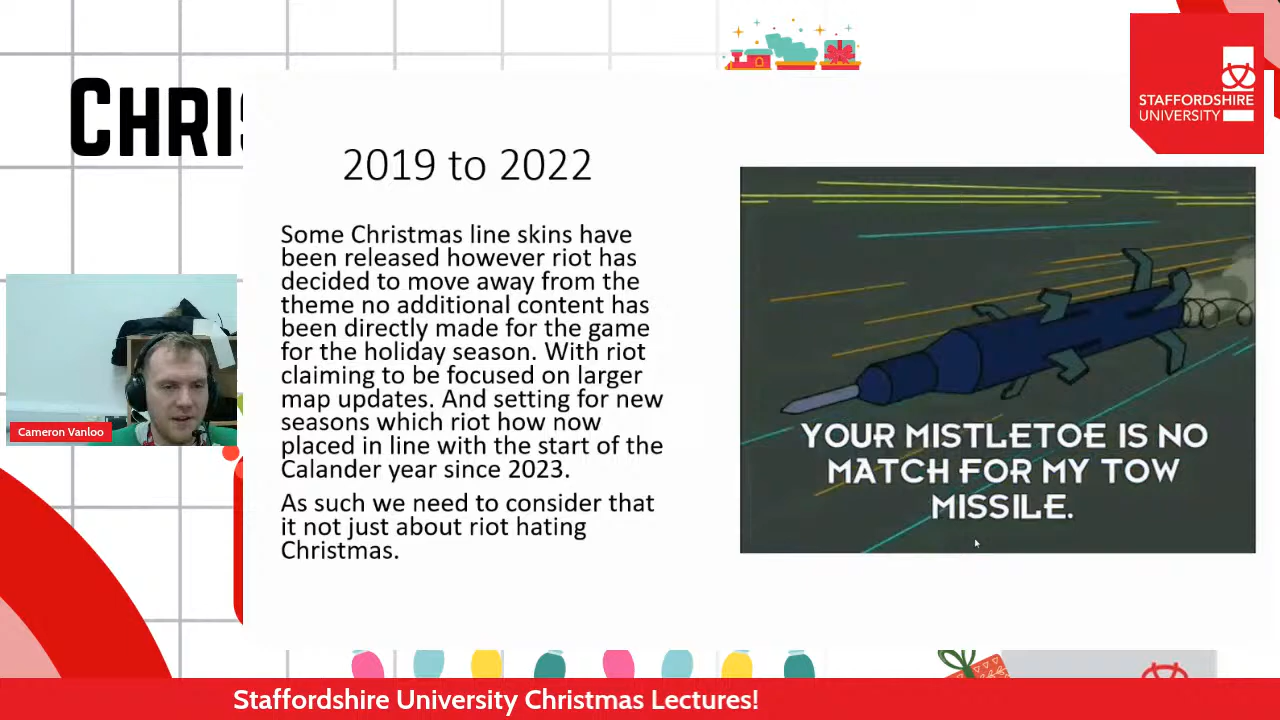 CHRIS
STAFFORDSHIRE
UNIVERSITY
2019 to 2022
Some Christmas line skins have
been released however riot has
decided to move away from the
theme no additional content has
been directly made for the game
for the holiday season. With riot
claiming to be focused on larger
map updates. And setting for new
seasons which riot how now
placed in line with the start of the
Calander year since 2023.
As such we need to consider that
it not just about riot hating
Christmas.
YOUR MISTLETOE IS NO
MATCH FOR MY TOW
MISSILE.
Cameron Vanloo
Staffordshire University Christmas Lectures!